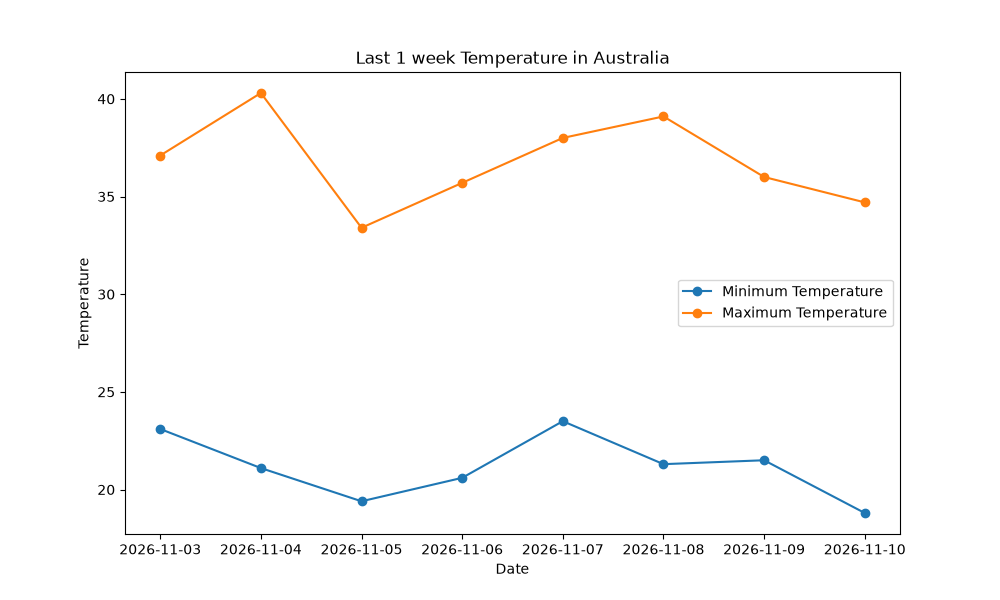 Last 1 week Temperature in Australia
40
35
30
25
20
Temperature
Minimum Temperature
Maximum Temperature
2026-11-03 2026-11-04 2026-11-05 2026-11-06 2026-11-07 2026-11-08 2026-11-09 2026-11-10
Date